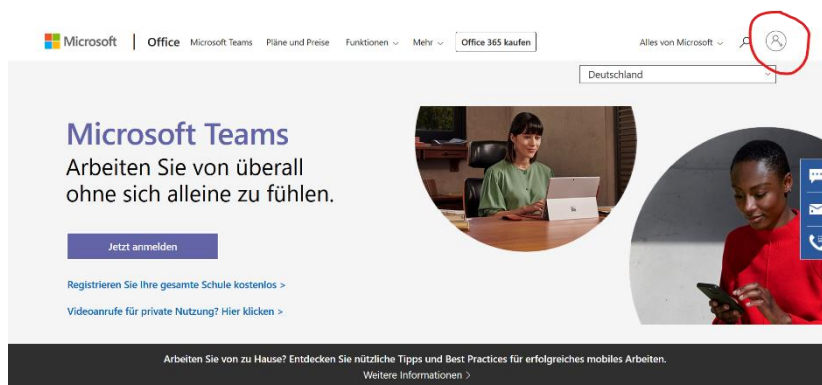 Microsoft Office Microsoft Teams Pläne und Preise Funktionen Mehr Office 365 kaufen Alles von Microsoft
Deutschland
Microsoft Teams
Arbeiten Sie von überall
ohne sich alleine zu fühlen.
Jetzt anmelden
Registrieren Sie Ihre gesamte Schule kostenlos >
Videoanrufe für private Nutzung? Hier klicken >
Arbeiten Sie von zu Hause? Entdecken Sie nützliche Tipps und Best Practices für erfolgreiches mobiles Arbeiten.
Weitere Informationen >